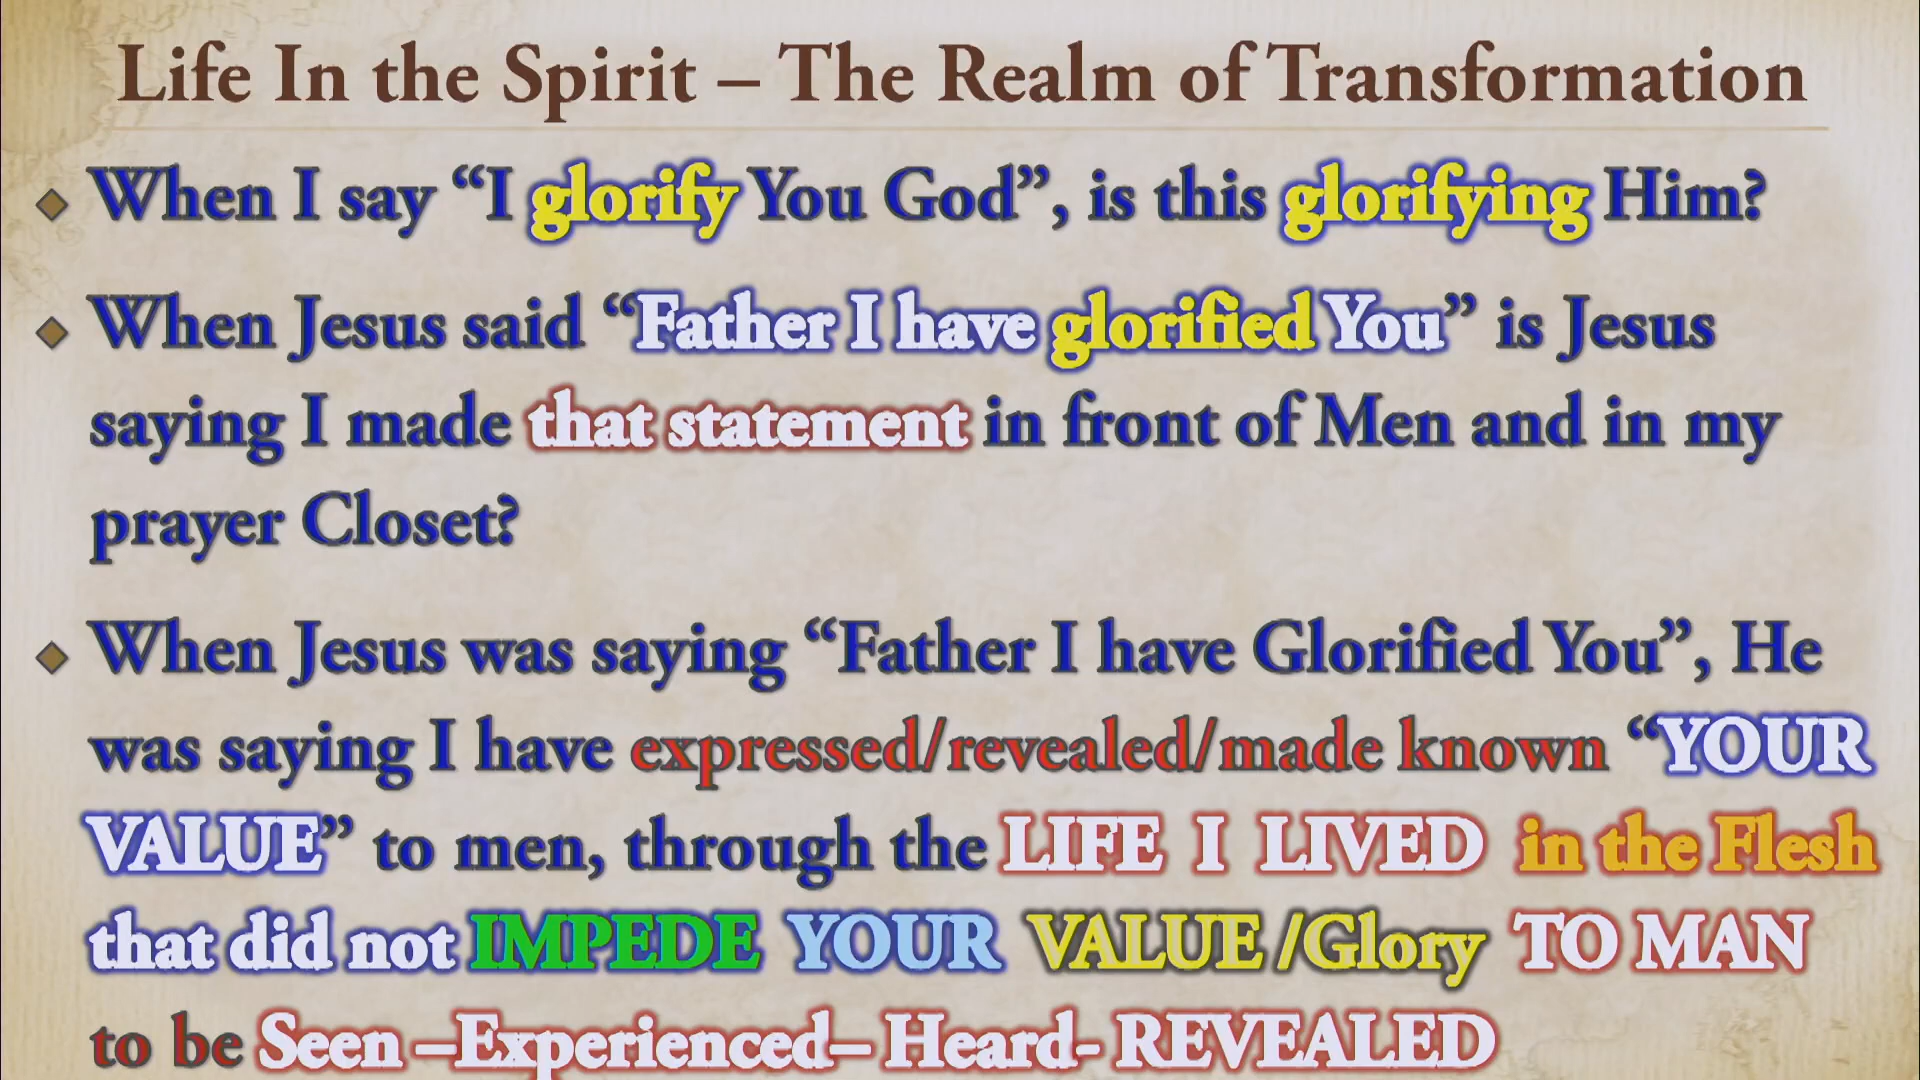 Life In the Spirit – The Realm of Transformation
When I say “I glorify You God”, is this glorifying Him?
When Jesus said “Father I have glorified You” is Jesus
saying I made that statement in front of Men and in my
prayer Closet?
When Jesus was saying “Father I have Glorified You”, He
was saying I have expressed/revealed/made known “YOUR
VALUE” to men, through the LIFE I LIVED in the Flesh
that did not IMPEDE YOUR VALUE /Glory TO MAN
to be Seen –Experienced– Heard- REVEALED